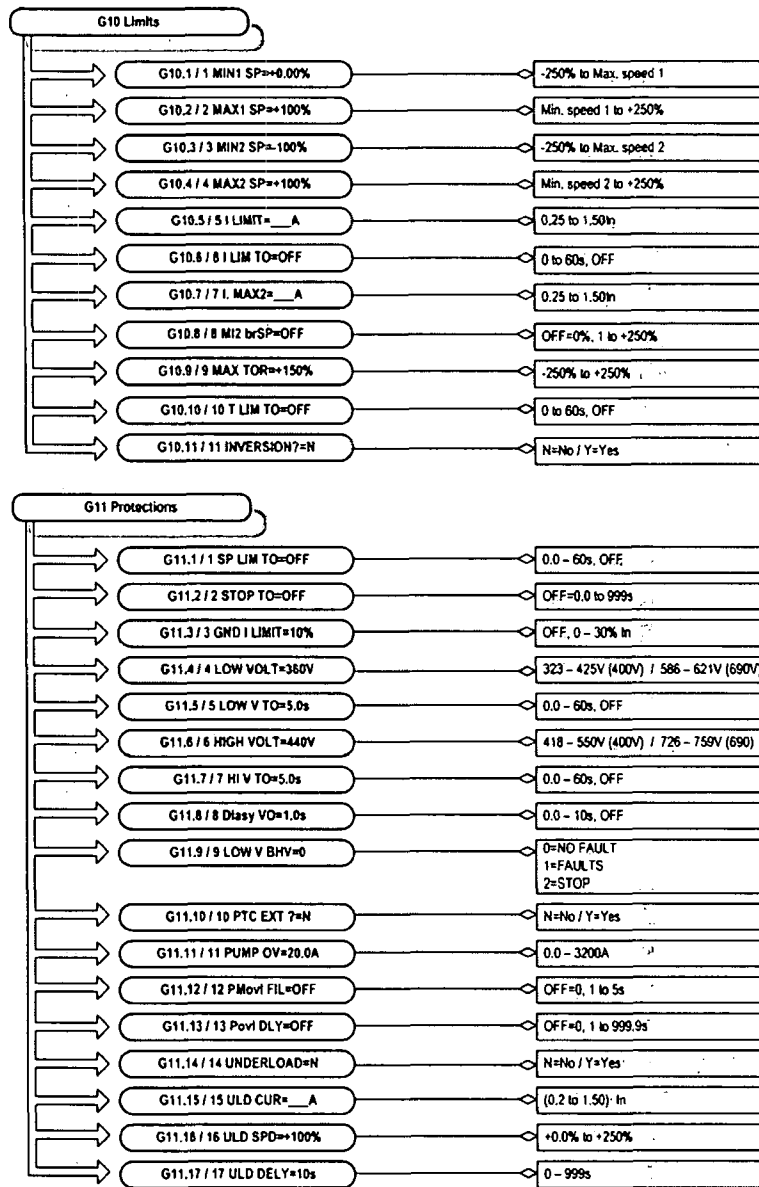 G10 Limits
G10.1 / 1 MIN1 SP=+0.00%
-250% to Max. speed 1
G10.2 / 2 MAX1 SP=+100%
Min. speed 1 to +250%
G10.3 / 3 MIN2 SP=-100%
-250% to Max. speed 2
G10.4 / 4 MAX2 SP=+100%
Min. speed 2 to +250%
G10.5 / 5 I LIMIT=___A
0.25 to 1.50In
G10.6 / 6 I LIM TO=OFF
0 to 60s, OFF
G10.7 / 7 I. MAX2=___A
0.25 to 1.50In
G10.8 / 8 MI2 brSP=OFF
OFF=0%, 1 to +250%
G10.9 / 9 MAX TOR=+150%
-250% to +250%
G10.10 / 10 T LIM TO=OFF
0 to 60s, OFF
G10.11 / 11 INVERSION?=N
N=No / Y=Yes
G11 Protections
G11.1 / 1 SP LIM TO=OFF
0.0 – 60s, OFF
G11.2 / 2 STOP TO=OFF
OFF=0.0 to 999s
G11.3 / 3 GND I LIMIT=10%
OFF, 0 – 30% In
G11.4 / 4 LOW VOLT=360V
323 – 425V (400V) / 586 – 621V (690V)
G11.5 / 5 LOW V TO=5.0s
0.0 – 60s, OFF
G11.6 / 6 HIGH VOLT=440V
418 – 550V (400V) / 726 – 759V (690)
G11.7 / 7 HI V TO=5.0s
0.0 – 60s, OFF
G11.8 / 8 DIasy VO=1.0s
0.0 – 10s, OFF
G11.9 / 9 LOW V BHV=0
0=NO FAULT
1=FAULTS
2=STOP
G11.10 / 10 PTC EXT ?=N
N=No / Y=Yes
G11.11 / 11 PUMP OV=20.0A
0.0 – 3200A
G11.12 / 12 PMovl FIL=OFF
OFF=0, 1 to 5s
G11.13 / 13 Povl DLY=OFF
OFF=0, 1 to 999.9s
G11.14 / 14 UNDERLOAD=N
N=No / Y=Yes
G11.15 / 15 ULD CUR=___A
(0.2 to 1.50)· In
G11.16 / 16 ULD SPD=+100%
+0.0% to +250%
G11.17 / 17 ULD DELY=10s
0 – 999s